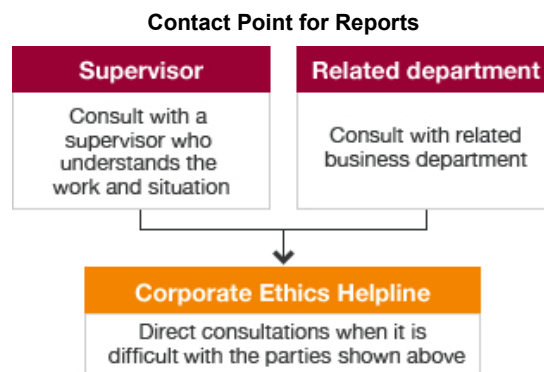 Contact Point for Reports
Supervisor
Consult with a
supervisor who
understands the
work and situation
Related department
Consult with related
business department
Corporate Ethics Helpline
Direct consultations when it is
difficult with the parties shown above